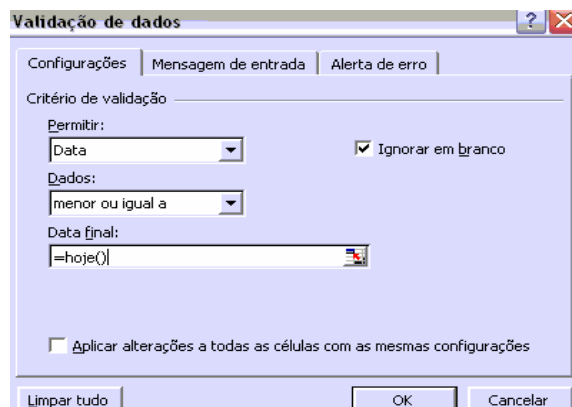 Validação de dados
Configurações Mensagem de entrada Alerta de erro
Critério de validação
Permitir:
Data Ignorar em branco
Dados:
menor ou igual a
Data final:
=hoje()
Aplicar alterações a todas as células com as mesmas configurações
Limpar tudo OK Cancelar